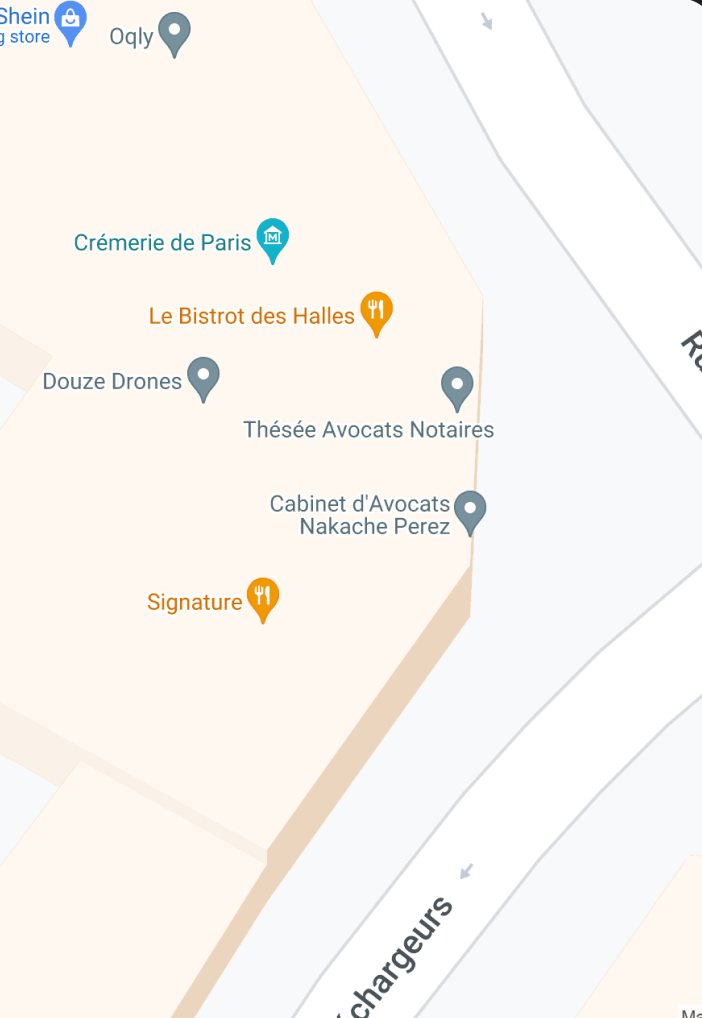 Shein
g store
Oqly
Crémerie de Paris
Le Bistrot des Halles
Douze Drones
Thésée Avocats Notaires
Cabinet d'Avocats
Nakache Perez
Signature
chargeurs